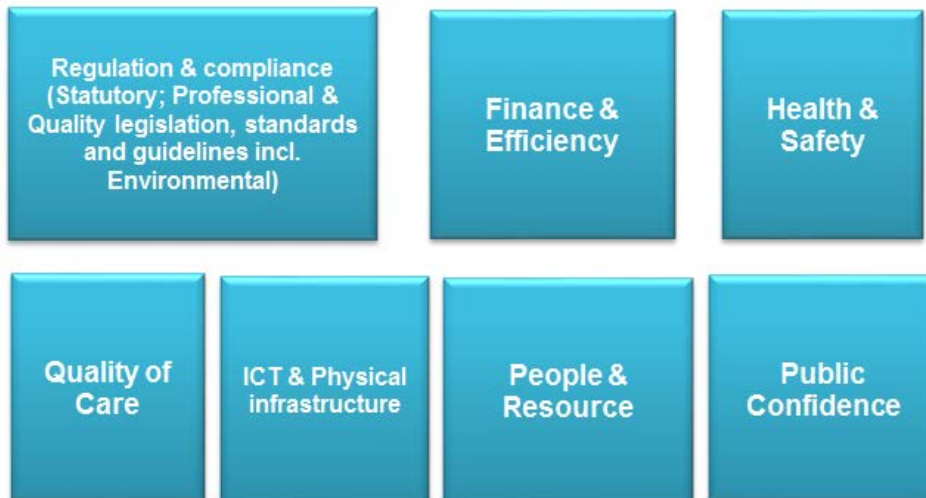 Regulation & compliance
(Statutory; Professional &
Quality legislation, standards
and guidelines incl.
Environmental)
Finance &
Efficiency
Health &
Safety
Quality of
Care
ICT & Physical
infrastructure
People &
Resource
Public
Confidence